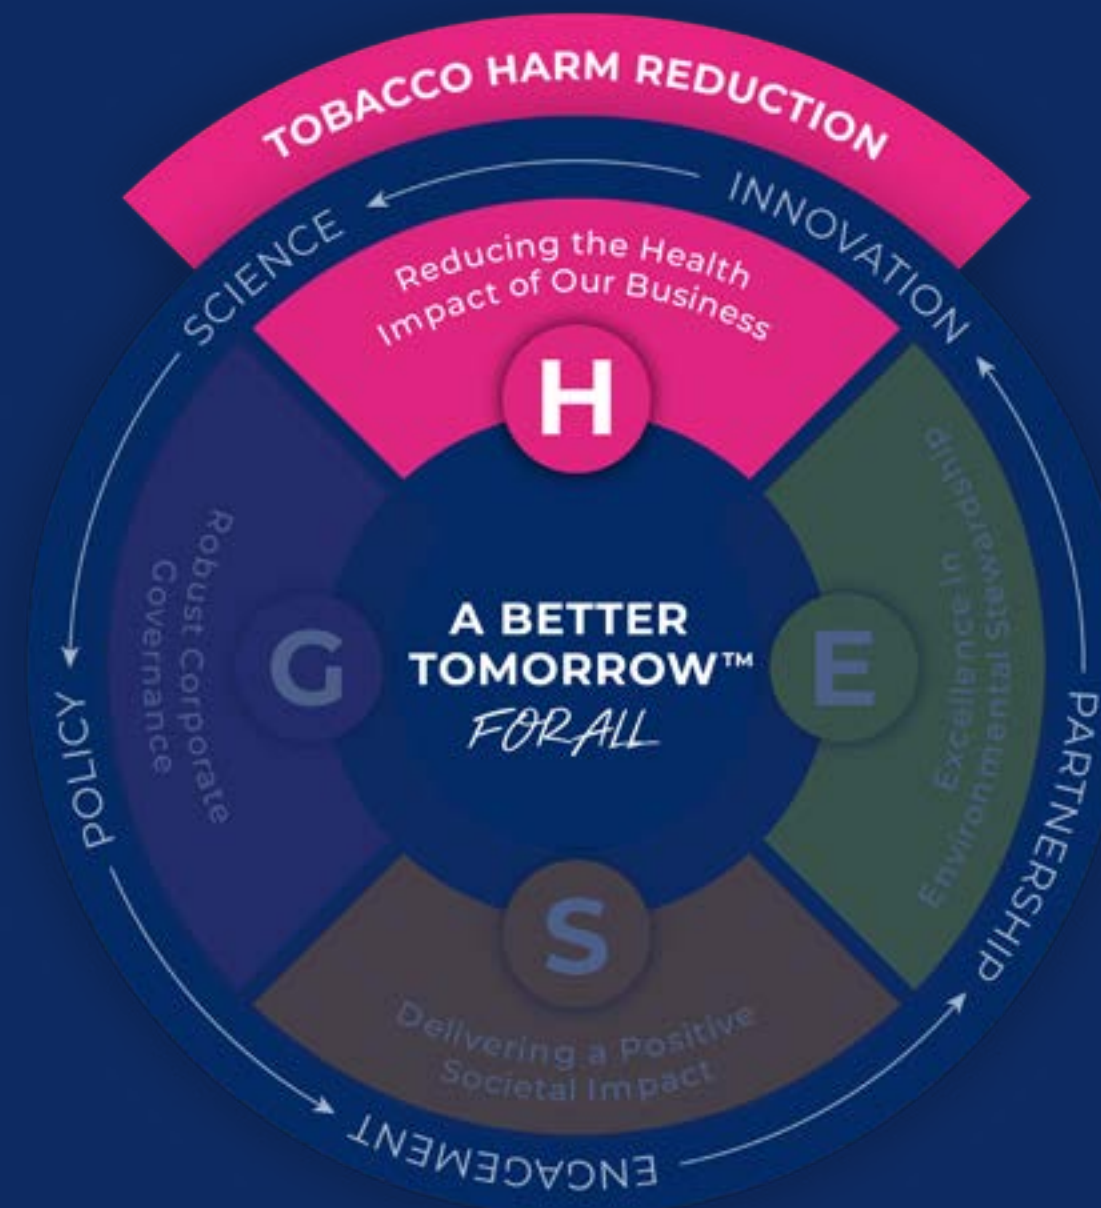 TOBACCO HARM REDUCTION
INNOVATION
SCIENCE
Reducing the Health
Impact of Our Business
H
Robust Corporate
Governance
G
A BETTER
TOMORROW™
FOR ALL
E
Excellence In
Environmental Stewardship
POLICY
PARTNERSHIP
S
Delivering a Positive
Societal Impact
ENGAGEMENT